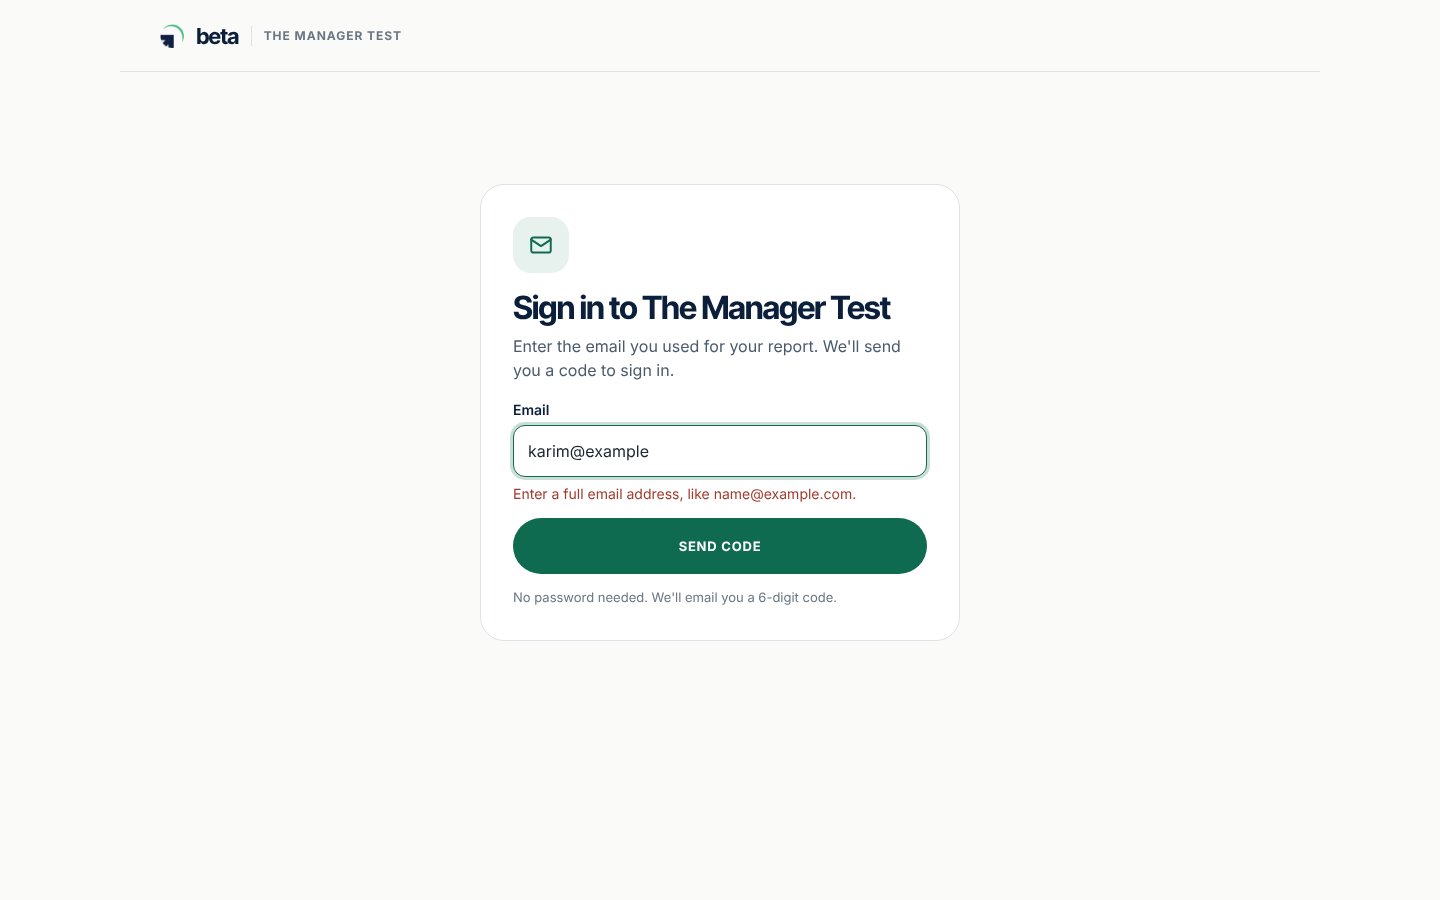 beta
THE MANAGER TEST
Sign in to The Manager Test
Enter the email you used for your report. We'll send
you a code to sign in.
Email
karim@example
Enter a full email address, like name@example.com.
SEND CODE
No password needed. We'll email you a 6-digit code.